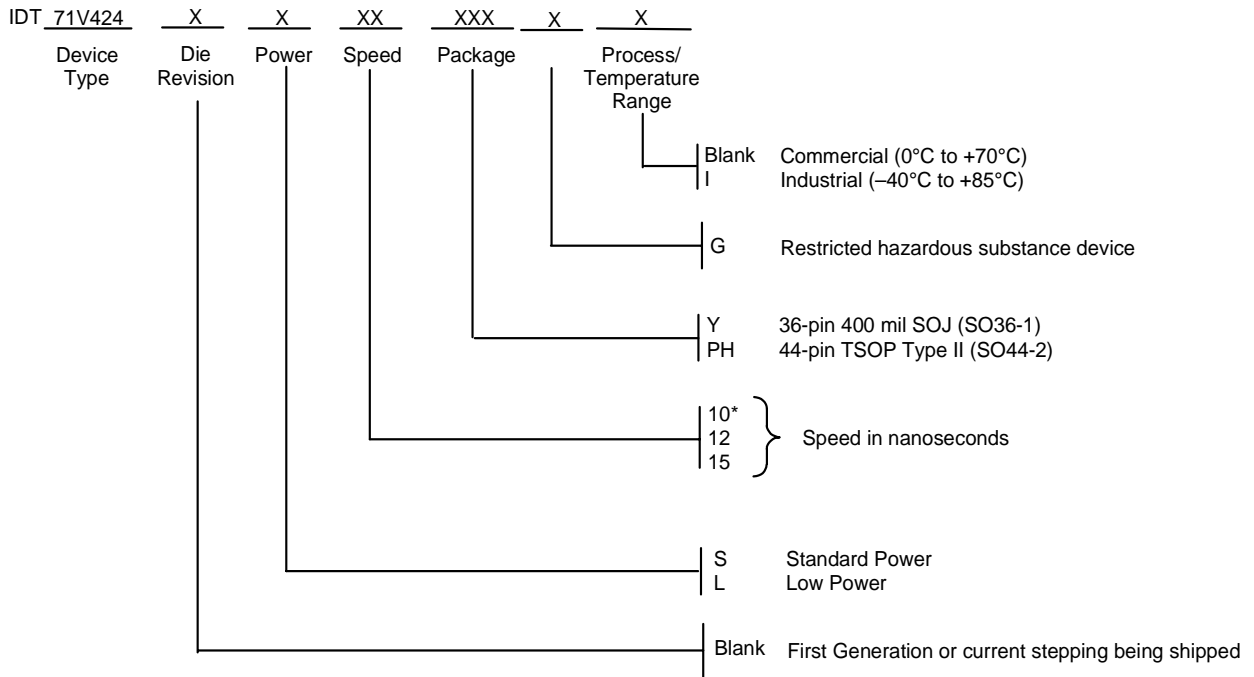 IDT 71V424 X X XX XXX X X
Device Type
Die Revision
Power
Speed
Package
Process/ Temperature Range
Blank Commercial (0°C to +70°C)
I Industrial (–40°C to +85°C)
G Restricted hazardous substance device
Y 36-pin 400 mil SOJ (SO36-1)
PH 44-pin TSOP Type II (SO44-2)
10*
12 Speed in nanoseconds
15
S Standard Power
L Low Power
Blank First Generation or current stepping being shipped